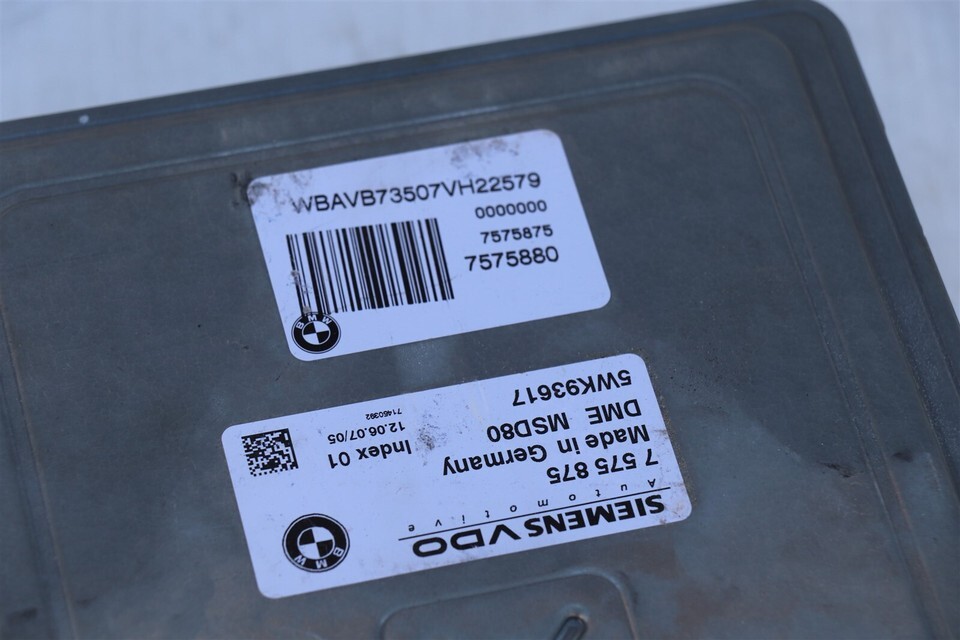 WBAVB73507VH22579
0000000
7575875
7575880
BMW
SIEMENS VDO
Automotive
7 575 875
Made in Germany
DME MSD80
5WK93617
Index 01
12.06.07/05
7160392
BMW